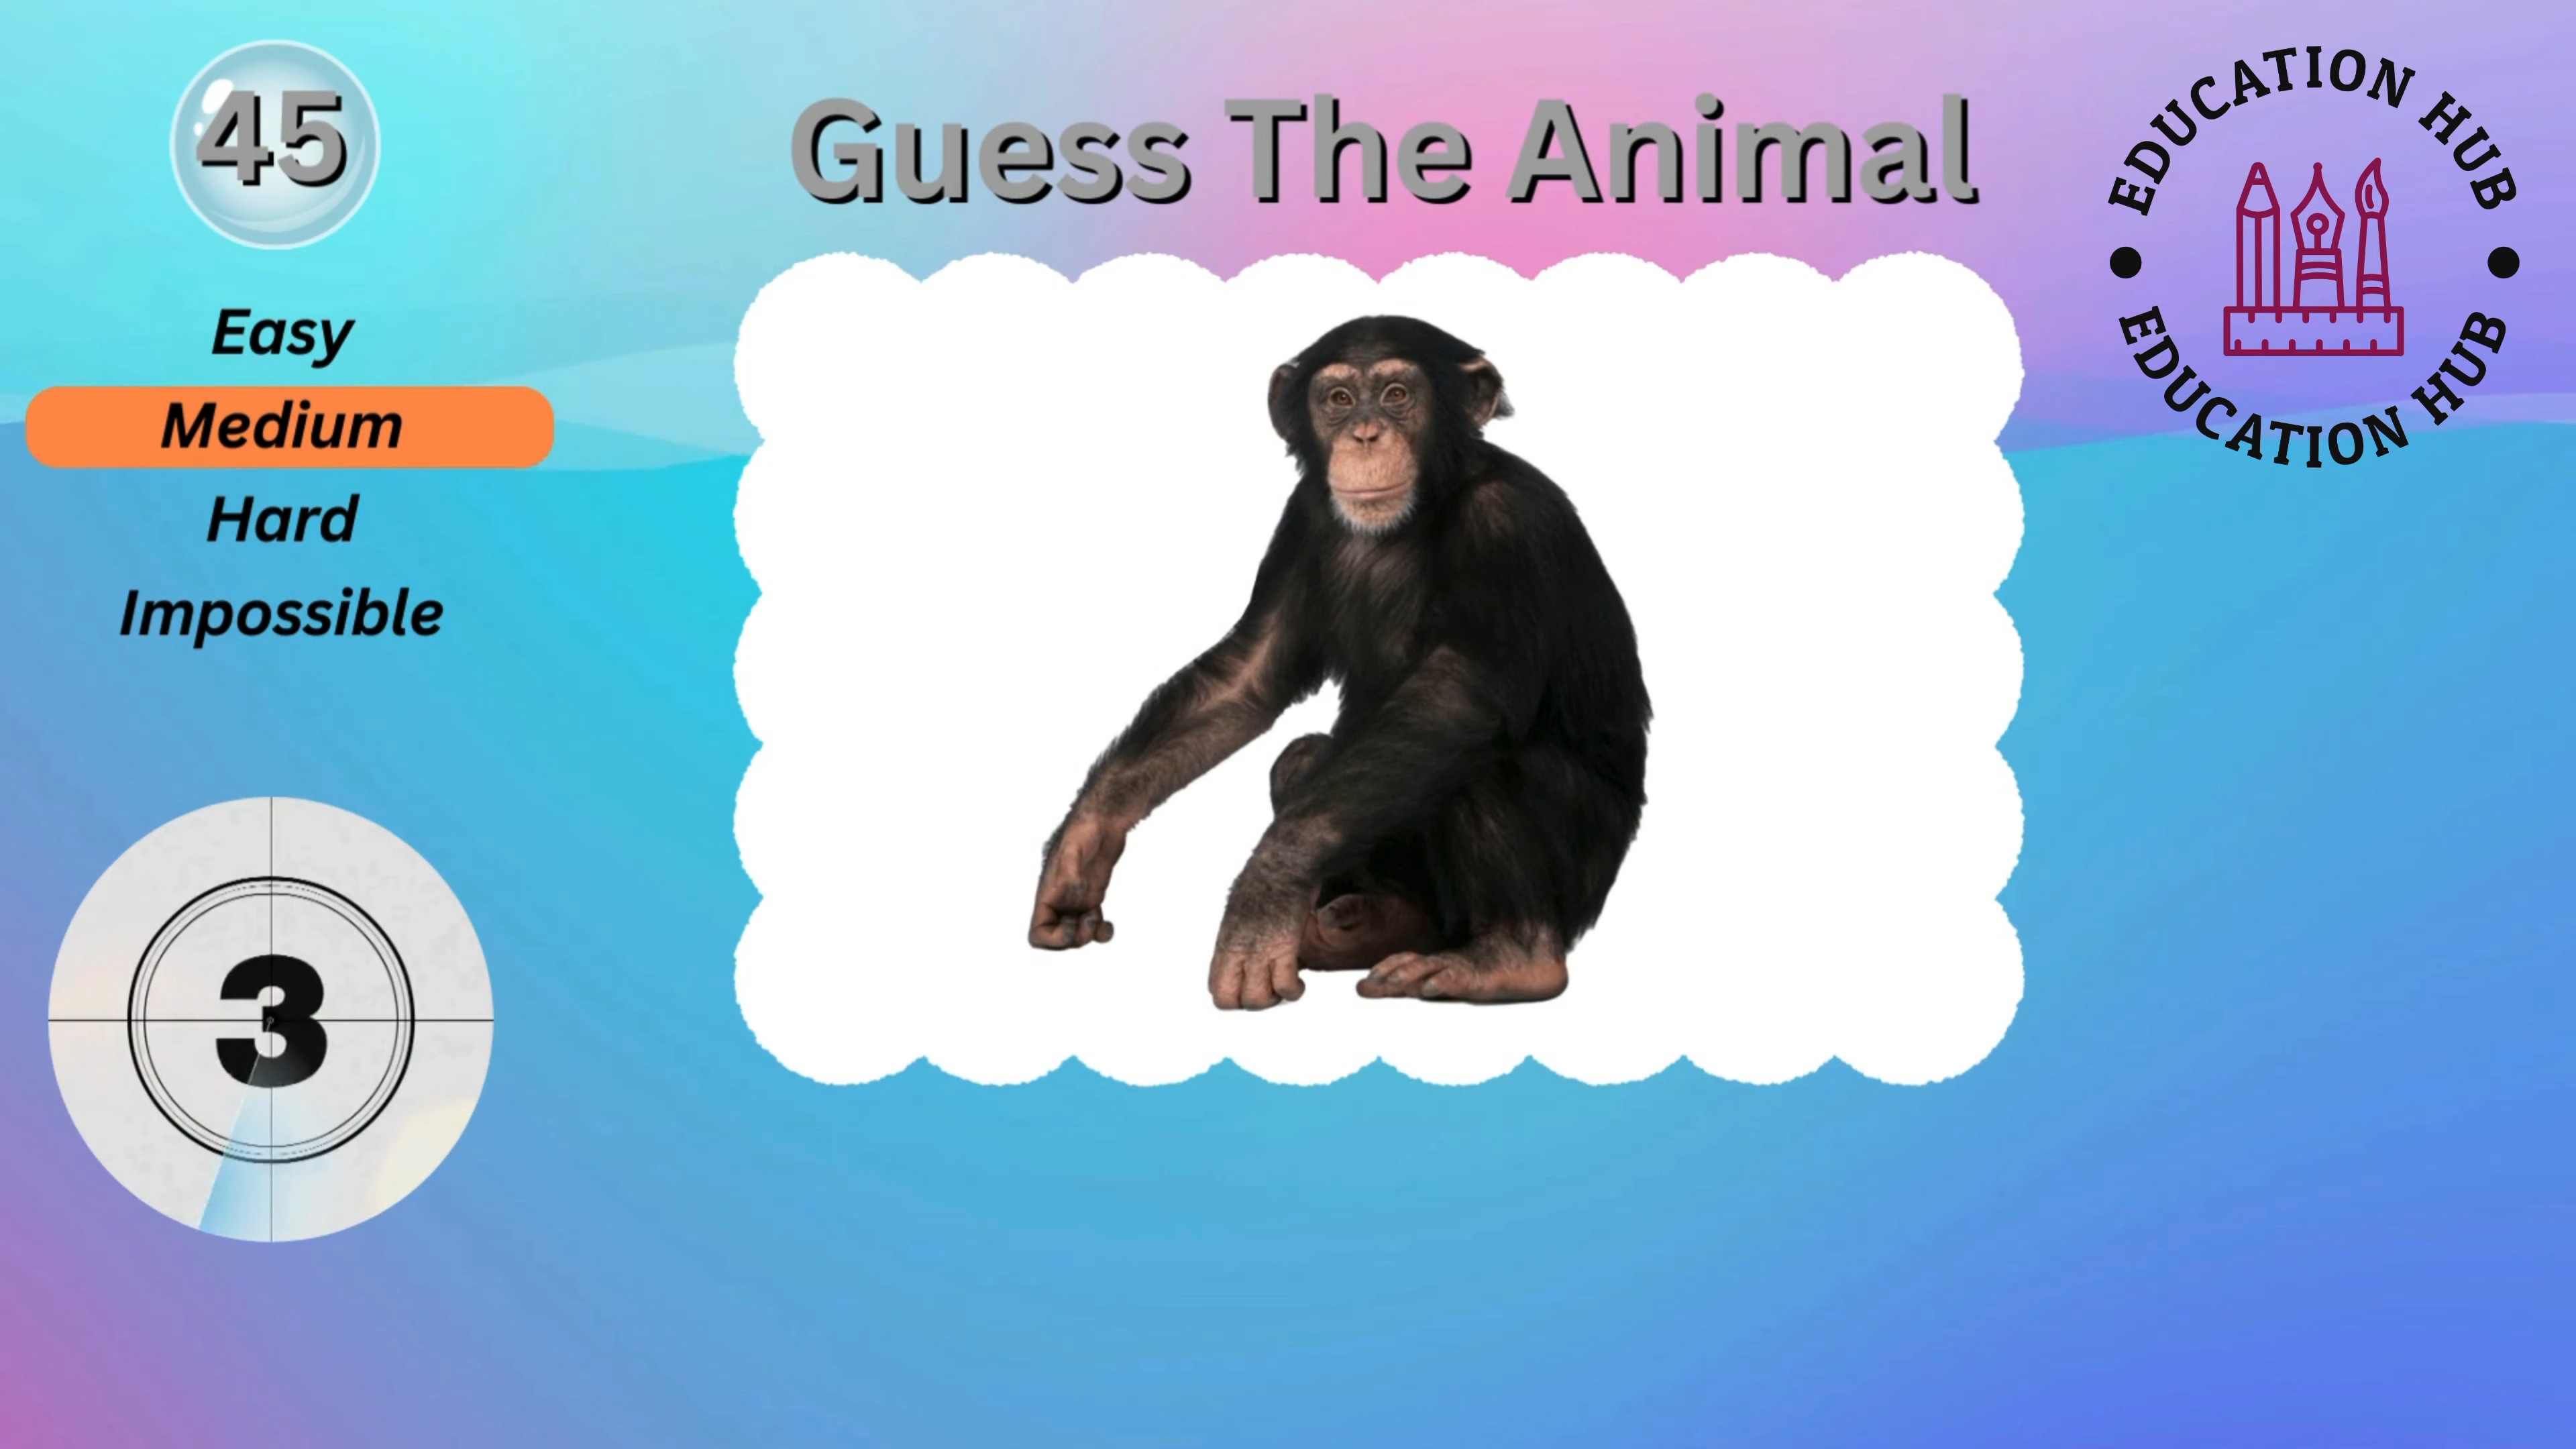 45
Guess The Animal
EDUCATION HUB
EDUCATION HUB
Easy
Medium
Hard
Impossible
3